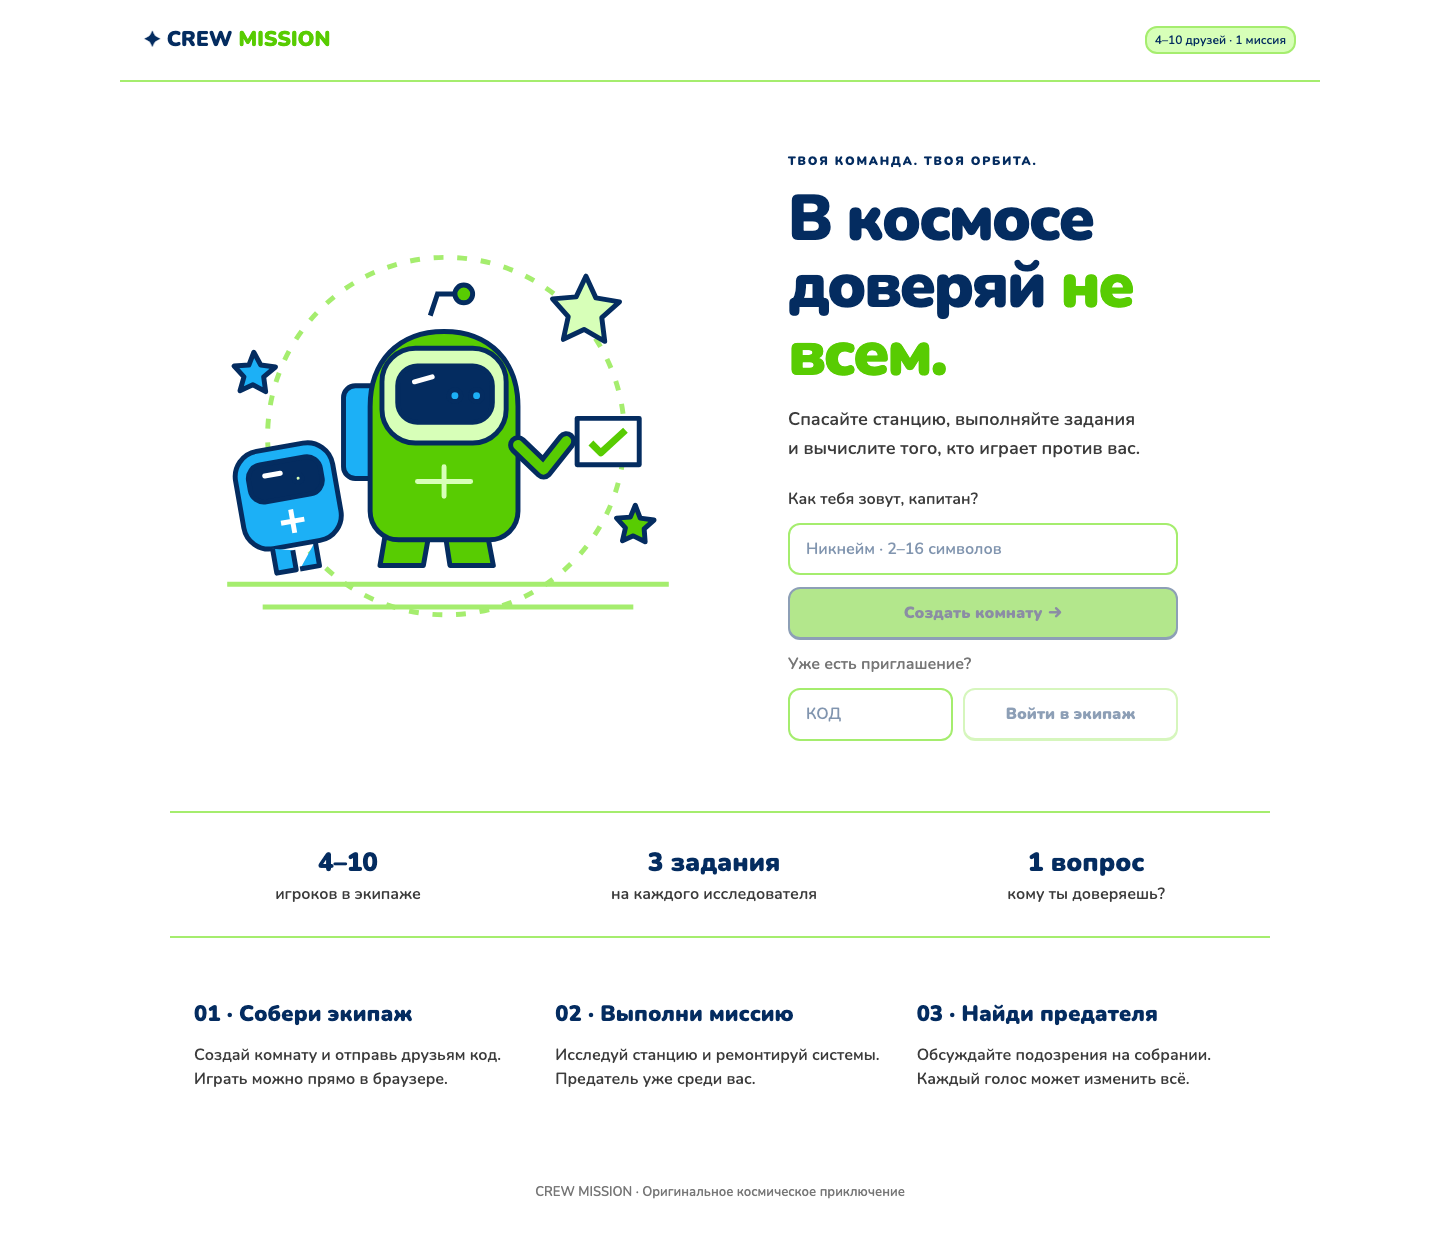 ✦ CREW MISSION
4–10 друзей · 1 миссия
ТВОЯ КОМАНДА. ТВОЯ ОРБИТА.
В космосе
доверяй не
всем.
Спасайте станцию, выполняйте задания
и вычислите того, кто играет против вас.
Как тебя зовут, капитан?
Никнейм · 2–16 символов
Создать комнату →
Уже есть приглашение?
КОД
Войти в экипаж
4–10
игроков в экипаже
3 задания
на каждого исследователя
1 вопрос
кому ты доверяешь?
01 · Собери экипаж
Создай комнату и отправь друзьям код.
Играть можно прямо в браузере.
02 · Выполни миссию
Исследуй станцию и ремонтируй системы.
Предатель уже среди вас.
03 · Найди предателя
Обсуждайте подозрения на собрании.
Каждый голос может изменить всё.
CREW MISSION · Оригинальное космическое приключение